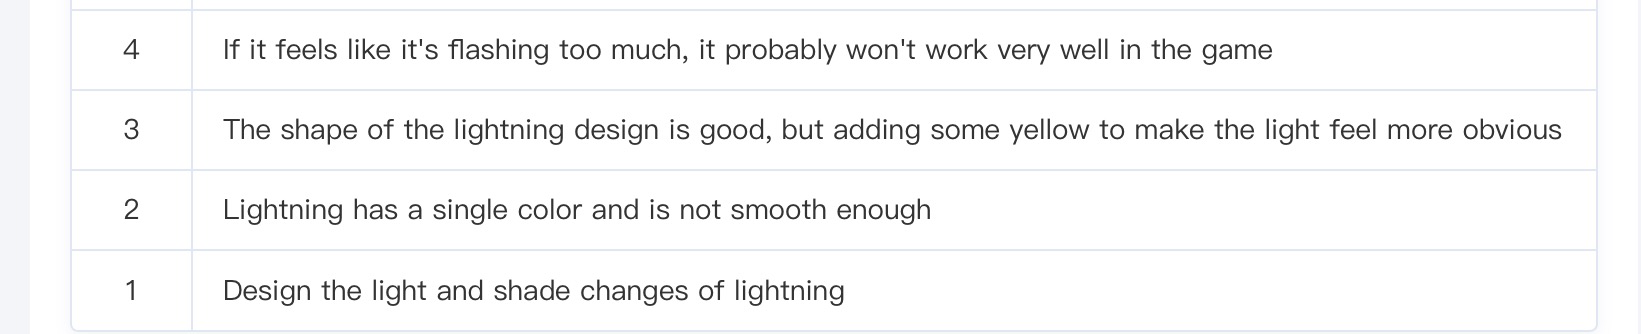 4 If it feels like it's flashing too much, it probably won't work very well in the game
3 The shape of the lightning design is good, but adding some yellow to make the light feel more obvious
2 Lightning has a single color and is not smooth enough
1 Design the light and shade changes of lightning